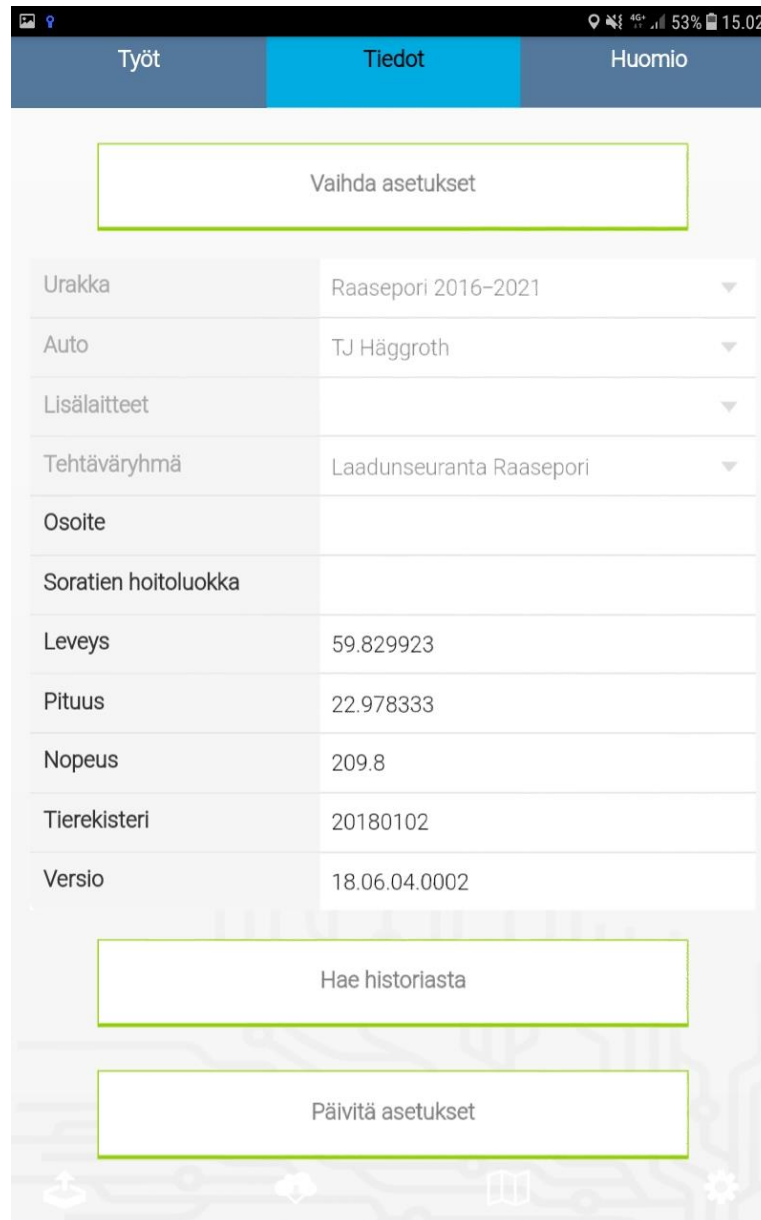 4G+ 53% 15.02
Työt Tiedot Huomio
Vaihda asetukset
Urakka Raasepori 2016-2021
Auto TJ Häggroth
Lisälaitteet
Tehtäväryhmä Laadunseuranta Raasepori
Osoite
Soratien hoitoluokka
Leveys 59.829923
Pituus 22.978333
Nopeus 209.8
Tierekisteri 20180102
Versio 18.06.04.0002
Hae historiasta
Päivitä asetukset